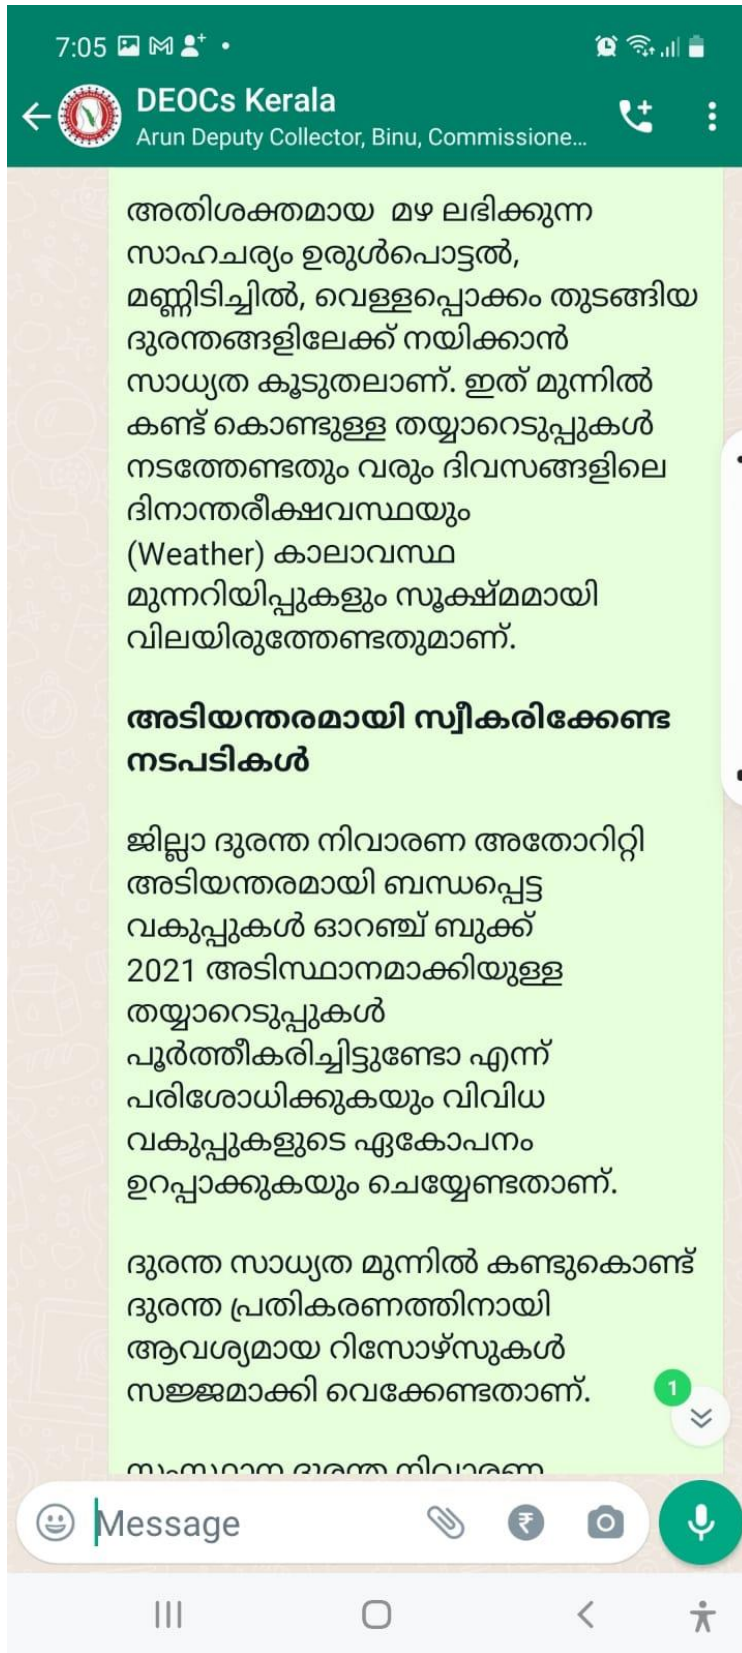 7:05
DEOCs Kerala
Arun Deputy Collector, Binu, Commissione...
അതിശക്തമായ മഴ ലഭിക്കുന്ന
സാഹചര്യം ഉരുൾപൊട്ടൽ,
മണ്ണിടിച്ചിൽ, വെള്ളപ്പൊക്കം തുടങ്ങിയ
ദുരന്തങ്ങളിലേക്ക് നയിക്കാൻ
സാധ്യത കൂടുതലാണ്. ഇത് മുന്നിൽ
കണ്ട് കൊണ്ടുള്ള തയ്യാറെടുപ്പുകൾ
നടത്തേണ്ടതും വരും ദിവസങ്ങളിലെ
ദിനാന്തരീക്ഷവസ്ഥയും
(Weather) കാലാവസ്ഥ
മുന്നറിയിപ്പുകളും സൂക്ഷ്മമായി
വിലയിരുത്തേണ്ടതുമാണ്.
അടിയന്തരമായി സ്വീകരിക്കേണ്ട
നടപടികൾ
ജില്ലാ ദുരന്ത നിവാരണ അതോറിറ്റി
അടിയന്തരമായി ബന്ധപ്പെട്ട
വകുപ്പുകൾ ഓറഞ്ച് ബുക്ക്
2021 അടിസ്ഥാനമാക്കിയുള്ള
തയ്യാറെടുപ്പുകൾ
പൂർത്തീകരിച്ചിട്ടുണ്ടോ എന്ന്
പരിശോധിക്കുകയും വിവിധ
വകുപ്പുകളുടെ ഏകോപനം
ഉറപ്പാക്കുകയും ചെയ്യേണ്ടതാണ്.
ദുരന്ത സാധ്യത മുന്നിൽ കണ്ടുകൊണ്ട്
ദുരന്ത പ്രതികരണത്തിനായി
ആവശ്യമായ റിസോഴ്സുകൾ
സജ്ജമാക്കി വെക്കേണ്ടതാണ്.
1
സംസ്ഥാന ദുരന്ത നിവാരണ
Message